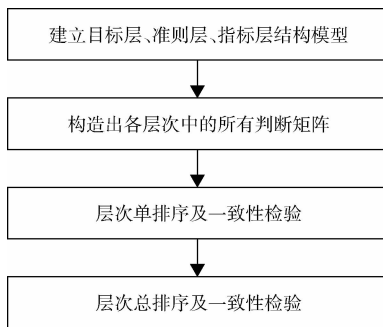 建立目标层、准则层、指标层结构模型
构造出各层次中的所有判断矩阵
层次单排序及一致性检验
层次总排序及一致性检验